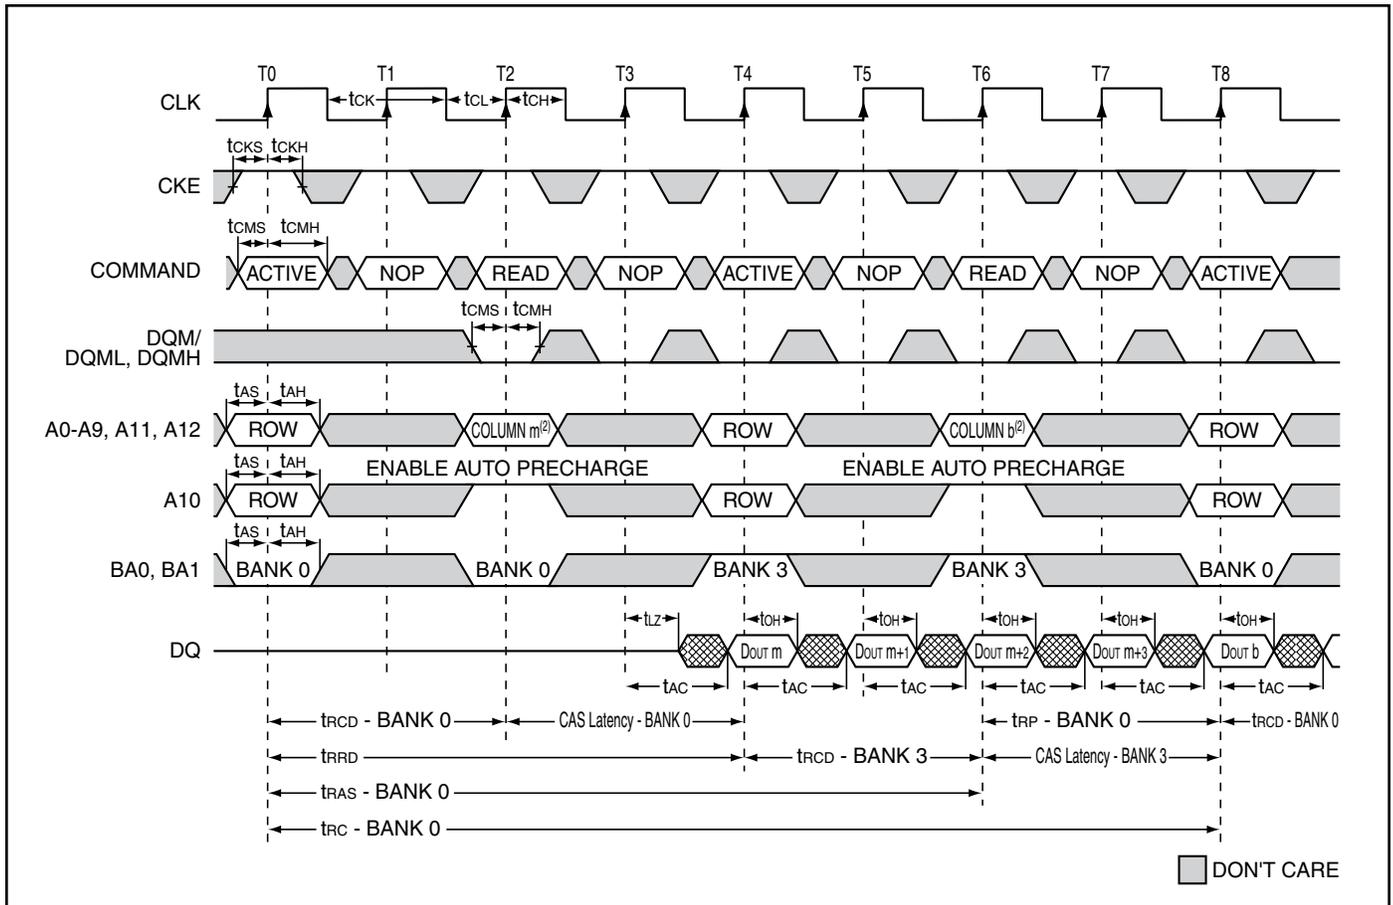 T0 T1 T2 T3 T4 T5 T6 T7 T8
CLK tCK tCL tCH
tCKS tCKH
CKE
tCMS tCMH
COMMAND ACTIVE NOP READ NOP ACTIVE NOP READ NOP ACTIVE
tCMS tCMH
DQM/
DQML, DQMH
tAS tAH
A0-A9, A11, A12 ROW COLUMN m(2) ROW COLUMN b(2) ROW
tAS tAH ENABLE AUTO PRECHARGE ENABLE AUTO PRECHARGE
A10 ROW ROW ROW
tAS tAH
BA0, BA1 BANK 0 BANK 0 BANK 3 BANK 3 BANK 0
tLZ tOH tOH tOH tOH tOH
DQ DOUT m DOUT m+1 DOUT m+2 DOUT m+3 DOUT b
tAC tAC tAC tAC tAC tAC
tRCD - BANK 0 CAS Latency - BANK 0 tRP - BANK 0 tRCD - BANK 0
tRRD tRCD - BANK 3 CAS Latency - BANK 3
tRAS - BANK 0
tRC - BANK 0
DON'T CARE